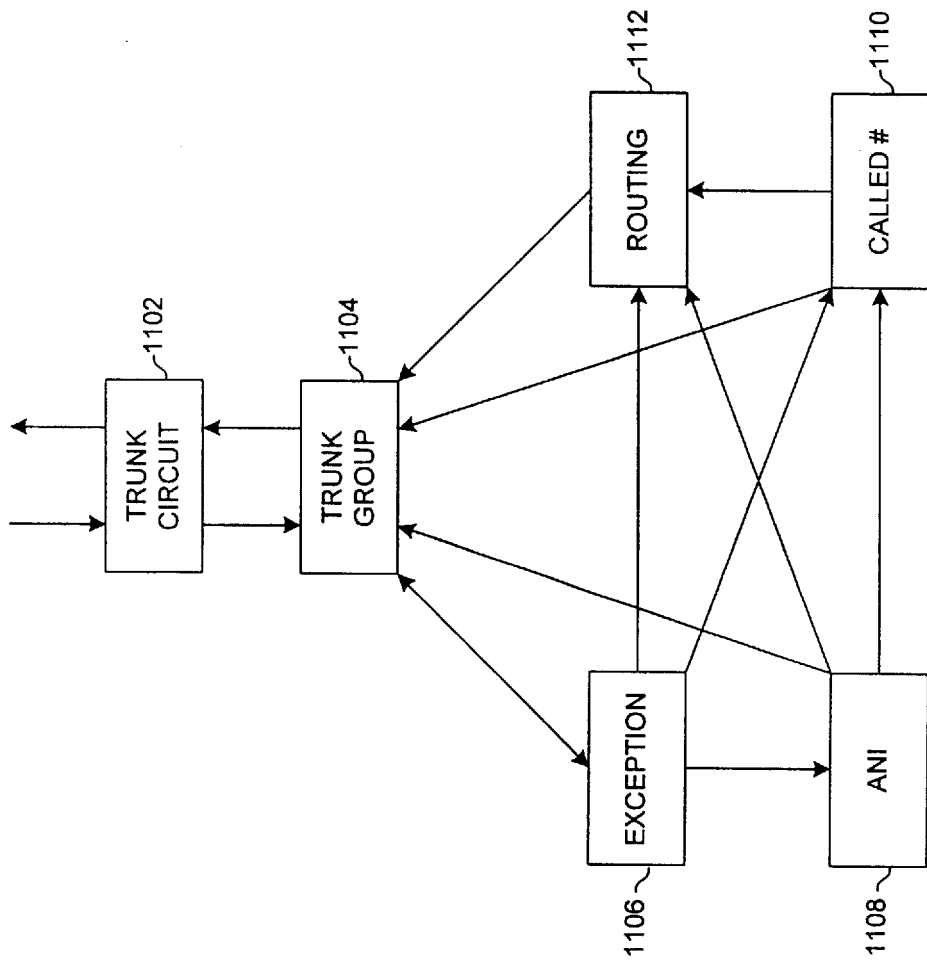 1102
TRUNK
CIRCUIT
1104
TRUNK
GROUP
1106
EXCEPTION
1112
ROUTING
1108
ANI
1110
CALLED #